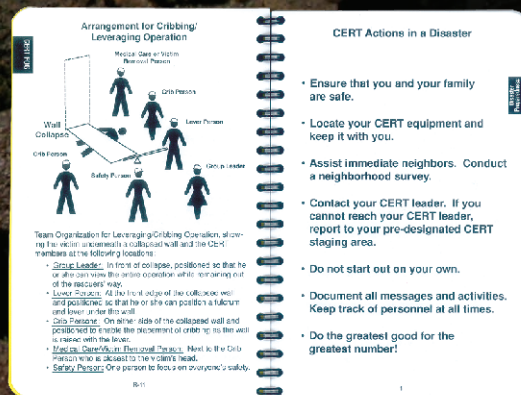 Arrangement for Cribbing/
Leveraging Operation
Medical Care or Victim
Removal Person
Crib Person
Lever Person
Wall
Collapse
Crib Person
Safety Person
Group Leader
Team Organization for Leveraging/Cribbing Operation, show-
ing the victim underneath a collapsed wall and the CERT
members at the following locations:
• Group Leader: In front of collapse, positioned so that he
or she can view the entire operation while remaining out
of the rescuers' way.
• Lever Person: At the front edge of the collapsed wall
and positioned so that he or she can position a fulcrum
and lever under the wall.
• Crib Persons: On either side of the collapsed wall and
positioned to enable the placement of cribbing as the wall
is raised with the lever.
• Medical Care/Victim Removal Person: Next to the Crib
Person who is closest to the victim's head.
• Safety Person: One person to focus on everyone's safety.
R-11
CERT Actions in a Disaster
Disaster
• Ensure that you and your family
are safe.
• Locate your CERT equipment and
keep it with you.
• Assist immediate neighbors. Conduct
a neighborhood survey.
• Contact your CERT leader. If you
cannot reach your CERT leader,
report to your pre-designated CERT
staging area.
• Do not start out on your own.
• Document all messages and activities.
Keep track of personnel at all times.
• Do the greatest good for the
greatest number!
1